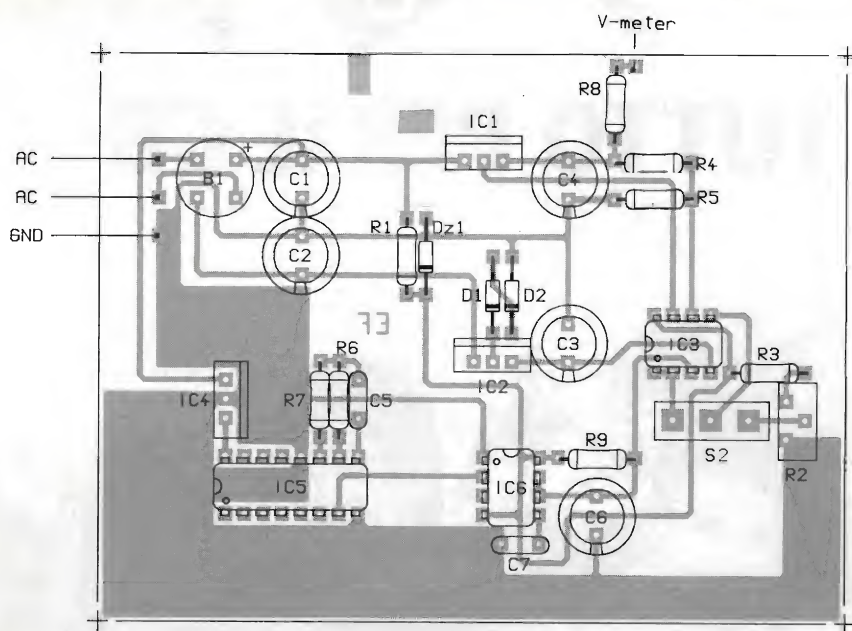 V-meter
R8
IC1
AC
B1
+
C1
C4
R4
AC
R5
R1
Dz1
GND
C2
D1
D2
C3
IC3
R6
IC2
R3
IC4
R7
C5
S2
R9
R2
IC5
IC6
C6
C7